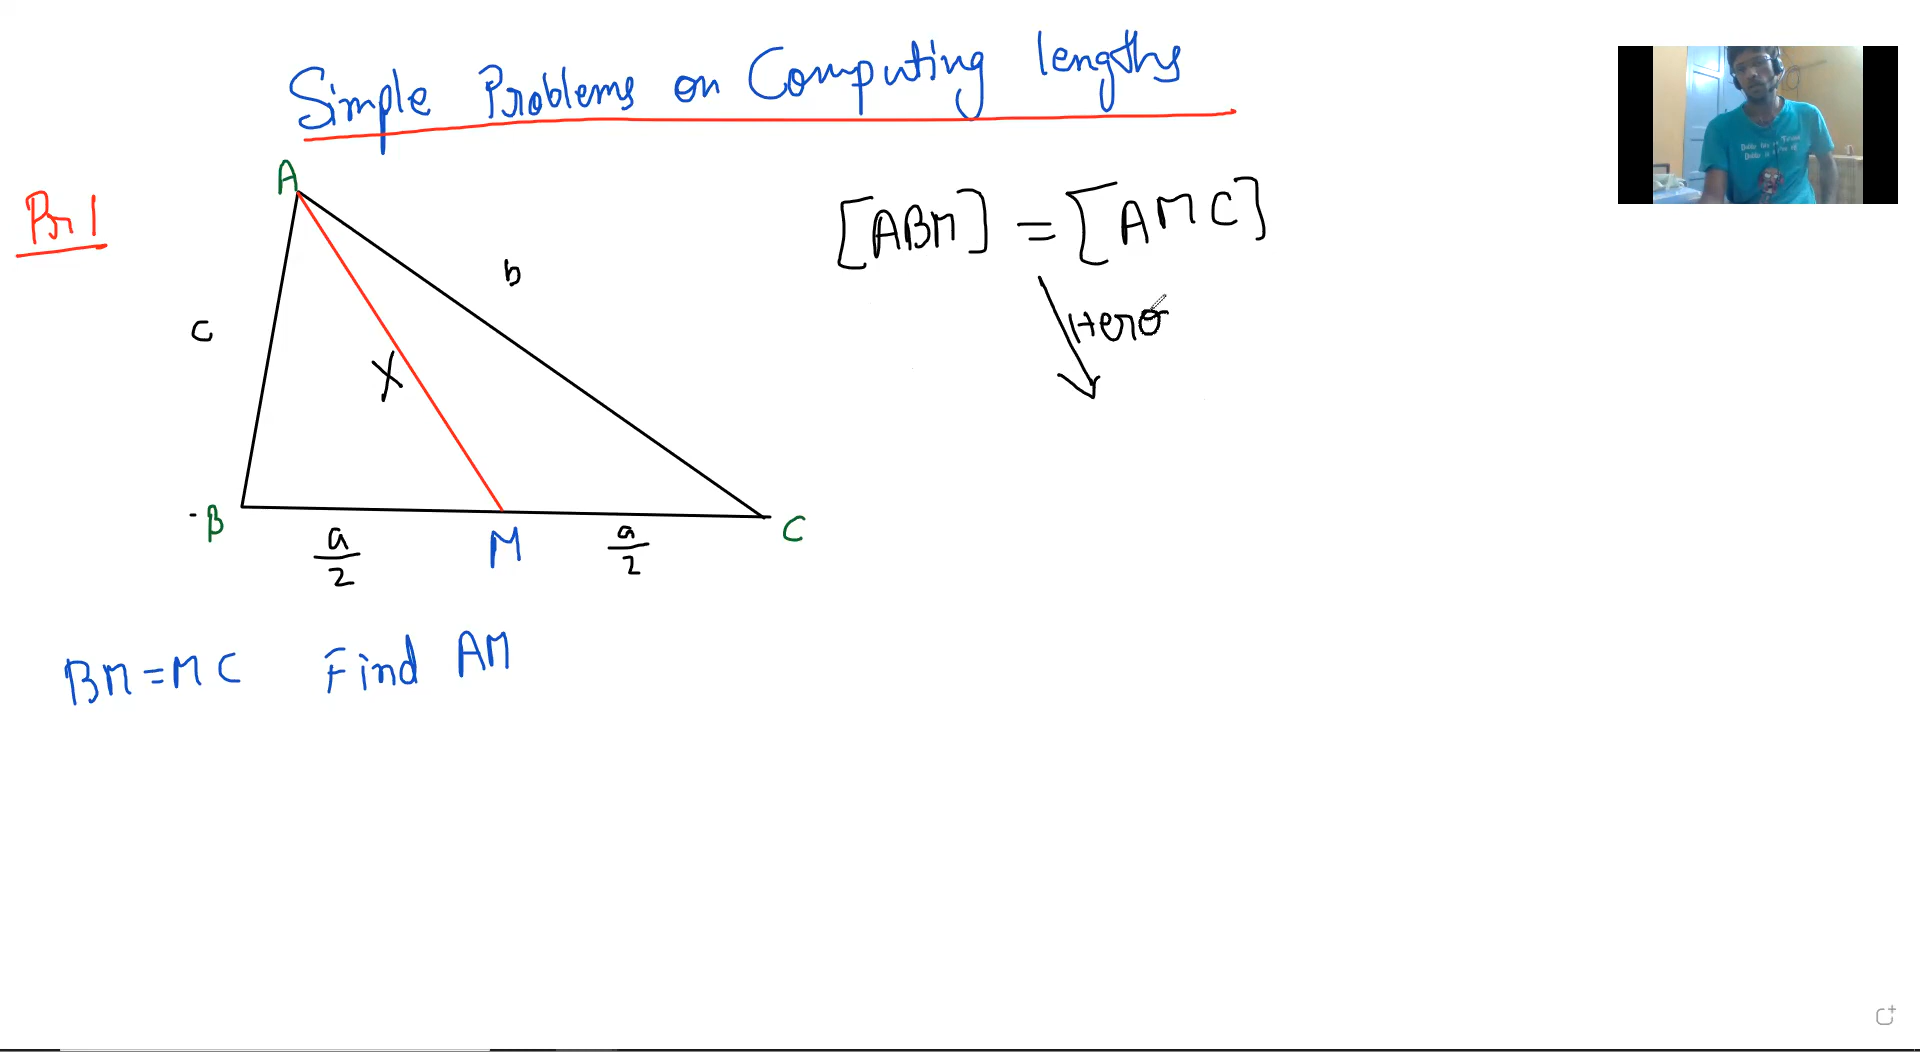 Simple Problems on Computing lengths
Pr 1
A
[ABM] = [AMC]
b
Hero
c
x
B
M
C
a/2
a/2
BM=MC Find AM